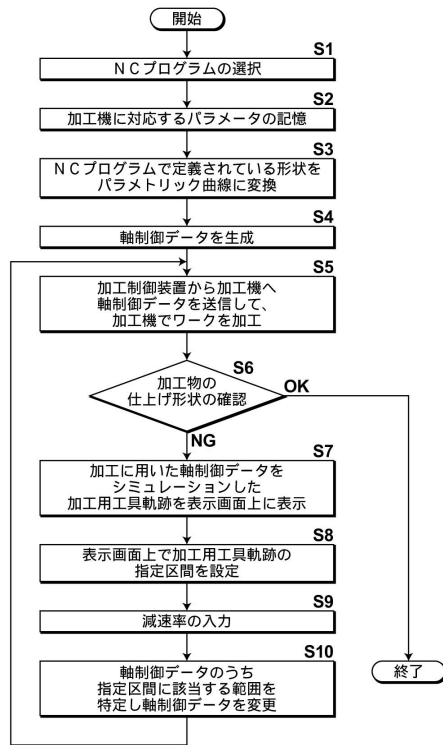 開始
S1
NCプログラムの選択
S2
加工機に対応するパラメータの記憶
S3
NCプログラムで定義されている形状を
パラメトリック曲線に変換
S4
軸制御データを生成
S5
加工制御装置から加工機へ
軸制御データを送信して、
加工機でワークを加工
S6
加工物の
仕上げ形状の確認
OK
NG
S7
加工に用いた軸制御データを
シミュレーションした
加工用工具軌跡を表示画面上に表示
S8
表示画面上で加工用工具軌跡の
指定区間を設定
S9
減速率の入力
S10
軸制御データのうち
指定区間に該当する範囲を
特定し軸制御データを変更
終了